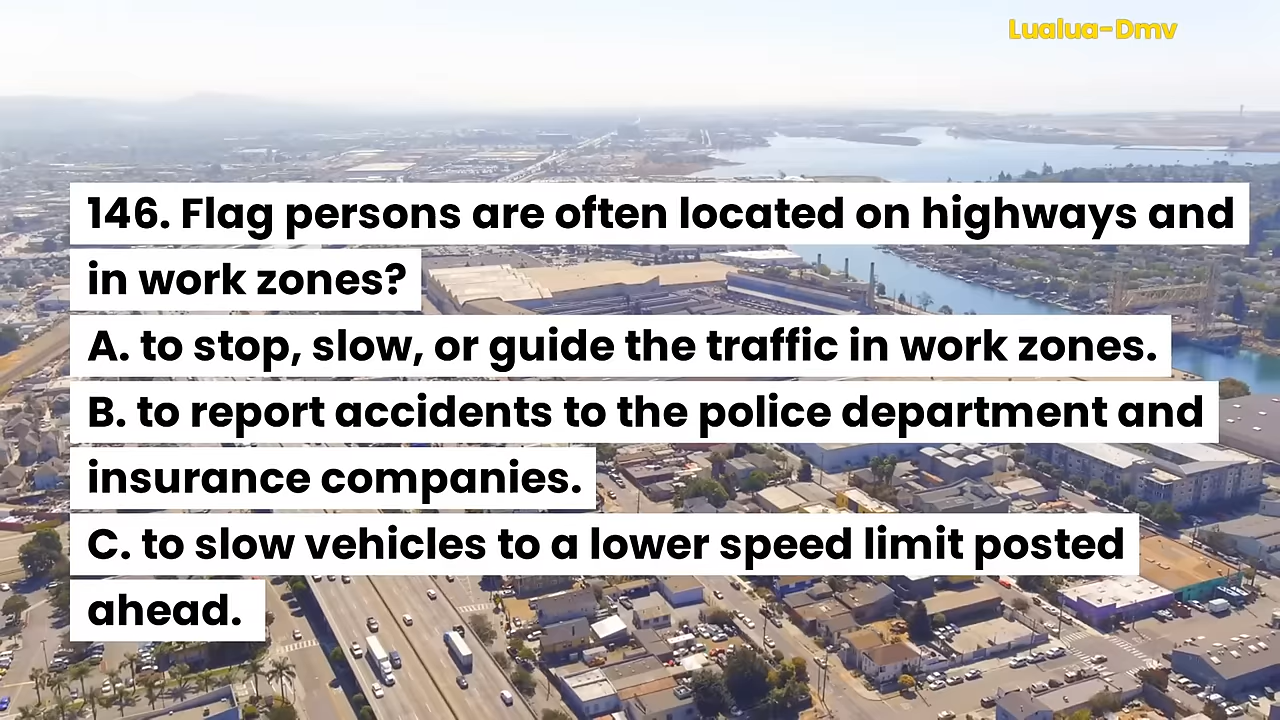 Lualua-Dmv
146. Flag persons are often located on highways and
in work zones?
A. to stop, slow, or guide the traffic in work zones.
B. to report accidents to the police department and
insurance companies.
C. to slow vehicles to a lower speed limit posted
ahead.